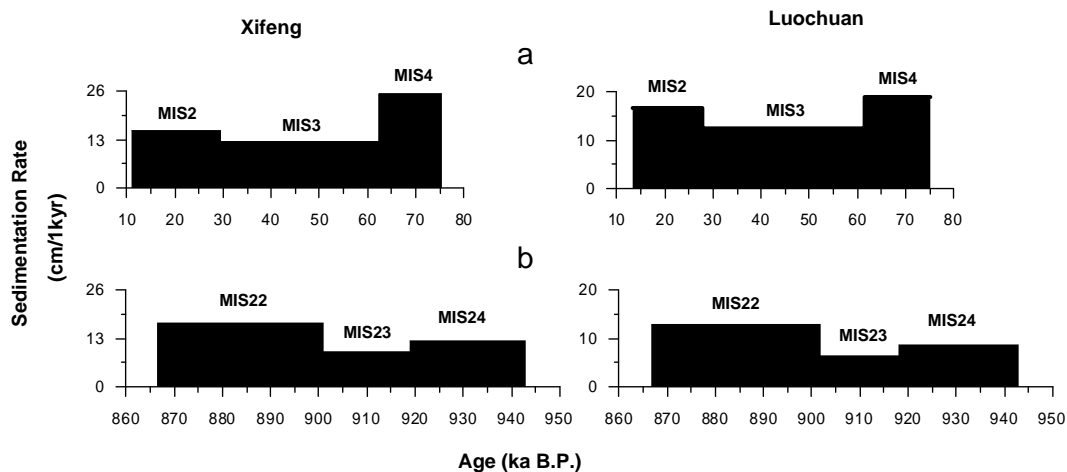 Xifeng
Luochuan
a
26
13
0
MIS2
MIS3
MIS4
10 20 30 40 50 60 70 80
20
10
0
MIS2
MIS3
MIS4
10 20 30 40 50 60 70 80
Sedimentation Rate
(cm/1kyr)
b
26
13
0
MIS22
MIS23
MIS24
860 870 880 890 900 910 920 930 940 950
20
10
0
MIS22
MIS23
MIS24
860 870 880 890 900 910 920 930 940 950
Age (ka B.P.)